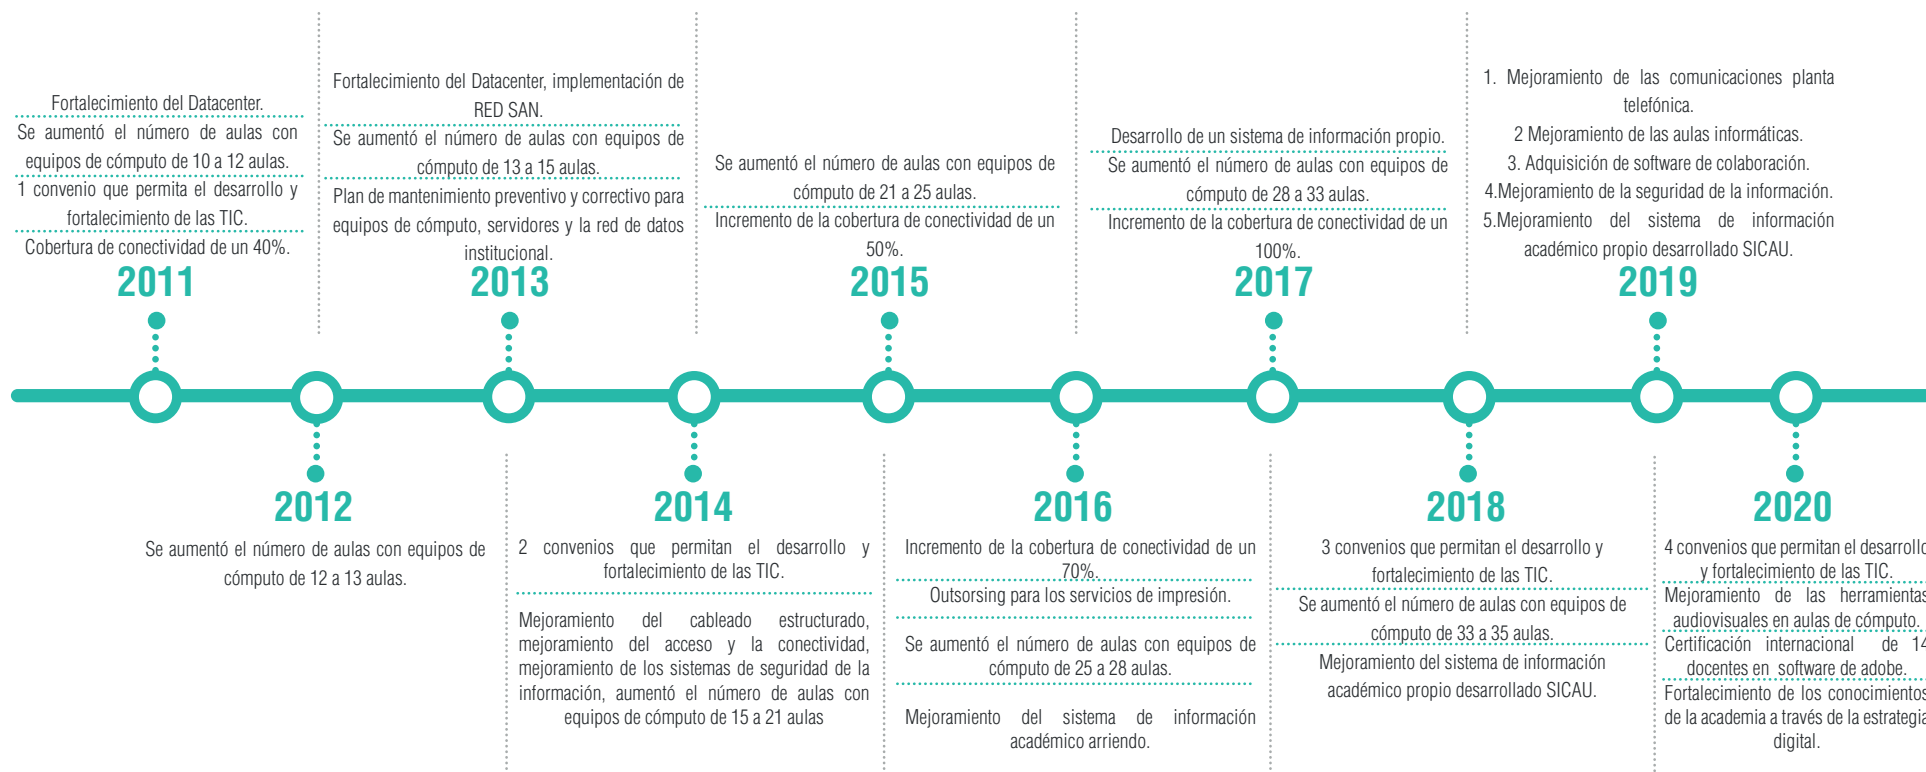 Fortalecimiento del Datacenter.
Se aumentó el número de aulas con
equipos de cómputo de 10 a 12 aulas.
1 convenio que permita el desarrollo y
fortalecimiento de las TIC.
Cobertura de conectividad de un 40%.
2011
Fortalecimiento del Datacenter, implementación de
RED SAN.
Se aumentó el número de aulas con equipos de
cómputo de 13 a 15 aulas.
Plan de mantenimiento preventivo y correctivo para
equipos de cómputo, servidores y la red de datos
institucional.
2013
Se aumentó el número de aulas con equipos de
cómputo de 21 a 25 aulas.
Incremento de la cobertura de conectividad de un
50%.
2015
Desarrollo de un sistema de información propio.
Se aumentó el número de aulas con equipos de
cómputo de 28 a 33 aulas.
Incremento de la cobertura de conectividad de un
100%.
2017
1. Mejoramiento de las comunicaciones planta
telefónica.
2 Mejoramiento de las aulas informáticas.
3. Adquisición de software de colaboración.
4.Mejoramiento de la seguridad de la información.
5.Mejoramiento del sistema de información
académico propio desarrollado SICAU.
2019
2012
Se aumentó el número de aulas con equipos de
cómputo de 12 a 13 aulas.
2014
2 convenios que permitan el desarrollo y
fortalecimiento de las TIC.
Mejoramiento del cableado estructurado,
mejoramiento del acceso y la conectividad,
mejoramiento de los sistemas de seguridad de la
información, aumentó el número de aulas con
equipos de cómputo de 15 a 21 aulas
2016
Incremento de la cobertura de conectividad de un
70%.
Outsorsing para los servicios de impresión.
Se aumentó el número de aulas con equipos de
cómputo de 25 a 28 aulas.
Mejoramiento del sistema de información
académico arriendo.
2018
3 convenios que permitan el desarrollo y
fortalecimiento de las TIC.
Se aumentó el número de aulas con equipos de
cómputo de 33 a 35 aulas.
Mejoramiento del sistema de información
académico propio desarrollado SICAU.
2020
4 convenios que permitan el desarrollo
y fortalecimiento de las TIC.
Mejoramiento de las herramientas
audiovisuales en aulas de cómputo.
Certificación internacional de 14
docentes en software de adobe.
Fortalecimiento de los conocimientos
de la academia a través de la estrategia
digital.